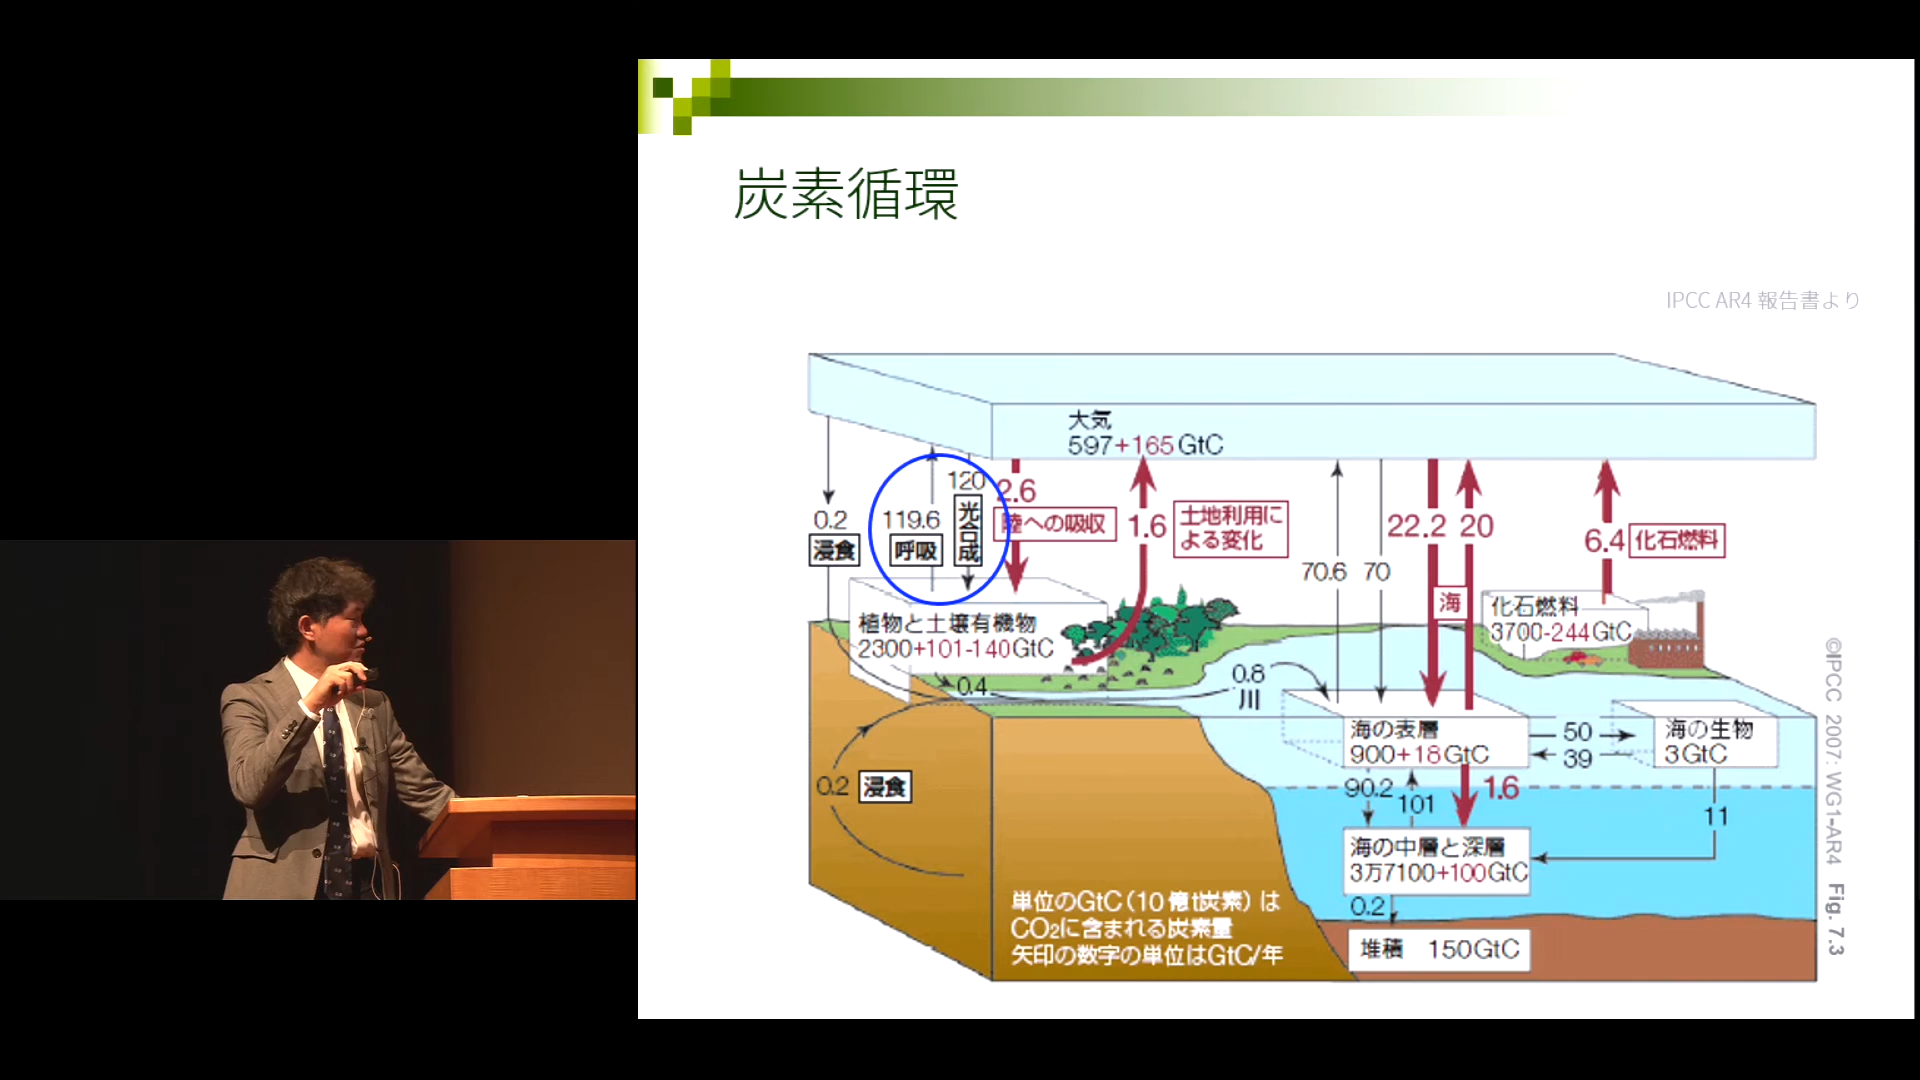 炭素循環
IPCC AR4 報告書より
大気
597+165GtC
0.2
浸食
119.6
呼吸
120
光合成
2.6
陸への吸収
1.6
土地利用に
よる変化
70.6
70
22.2
20
海
6.4
化石燃料
化石燃料
3700-244GtC
植物と土壌有機物
2300+101-140GtC
0.4
0.8
川
海の表層
900+18GtC
50
39
海の生物
3GtC
0.2
浸食
90.2
101
1.6
11
海の中層と深層
3万7100+100GtC
0.2
堆積 150GtC
単位のGtC(10億t炭素)は
CO2に含まれる炭素量
矢印の数字の単位はGtC/年
©IPCC 2007: WG1-AR4 Fig. 7.3